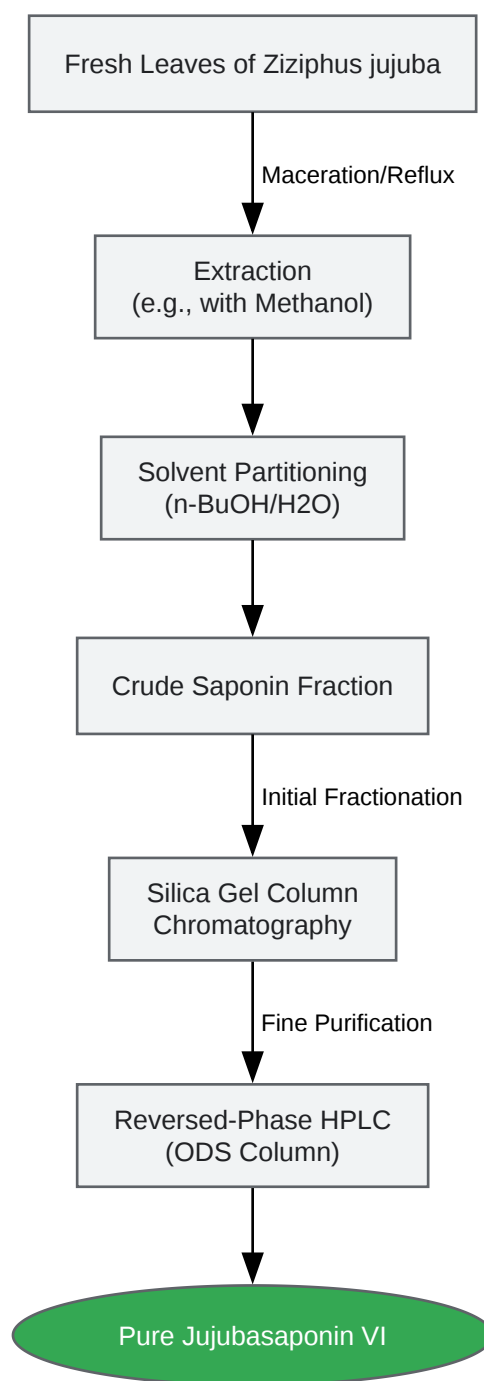 Fresh Leaves of Ziziphus jujuba
Maceration/Reflux
Extraction
(e.g., with Methanol)
Solvent Partitioning
(n-BuOH/H2O)
Crude Saponin Fraction
Initial Fractionation
Silica Gel Column
Chromatography
Fine Purification
Reversed-Phase HPLC
(ODS Column)
Pure Jujubasaponin VI